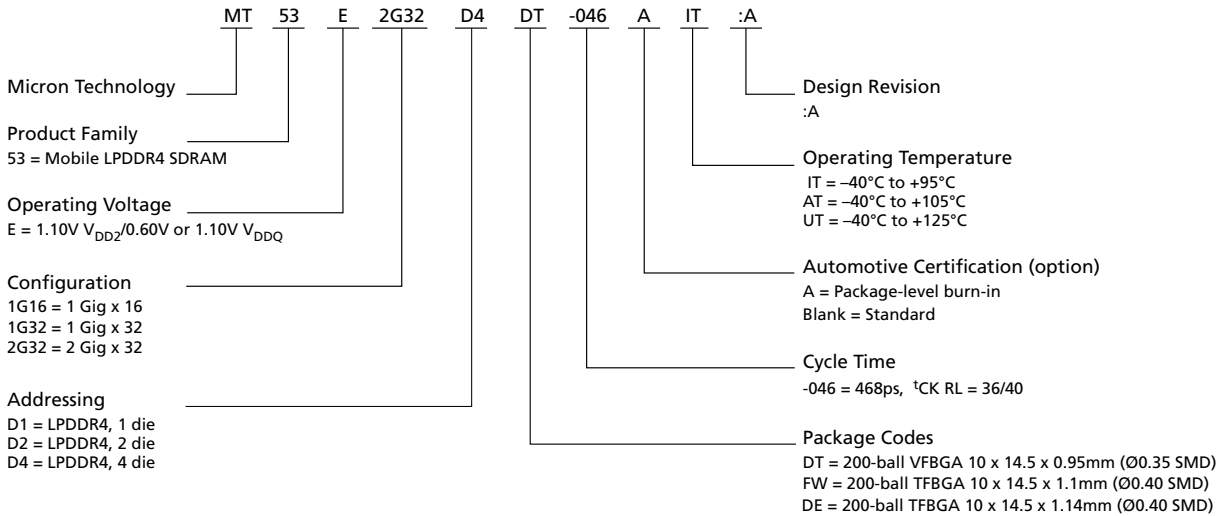 MT 53 E 2G32 D4 DT -046 A IT :A
Micron Technology
Product Family
53 = Mobile LPDDR4 SDRAM
Operating Voltage
E = 1.10V VDD2/0.60V or 1.10V VDDQ
Configuration
1G16 = 1 Gig x 16
1G32 = 1 Gig x 32
2G32 = 2 Gig x 32
Addressing
D1 = LPDDR4, 1 die
D2 = LPDDR4, 2 die
D4 = LPDDR4, 4 die
Design Revision
:A
Operating Temperature
IT = –40°C to +95°C
AT = –40°C to +105°C
UT = –40°C to +125°C
Automotive Certification (option)
A = Package-level burn-in
Blank = Standard
Cycle Time
-046 = 468ps, tCK RL = 36/40
Package Codes
DT = 200-ball VFBGA 10 x 14.5 x 0.95mm (Ø0.35 SMD)
FW = 200-ball TFBGA 10 x 14.5 x 1.1mm (Ø0.40 SMD)
DE = 200-ball TFBGA 10 x 14.5 x 1.14mm (Ø0.40 SMD)